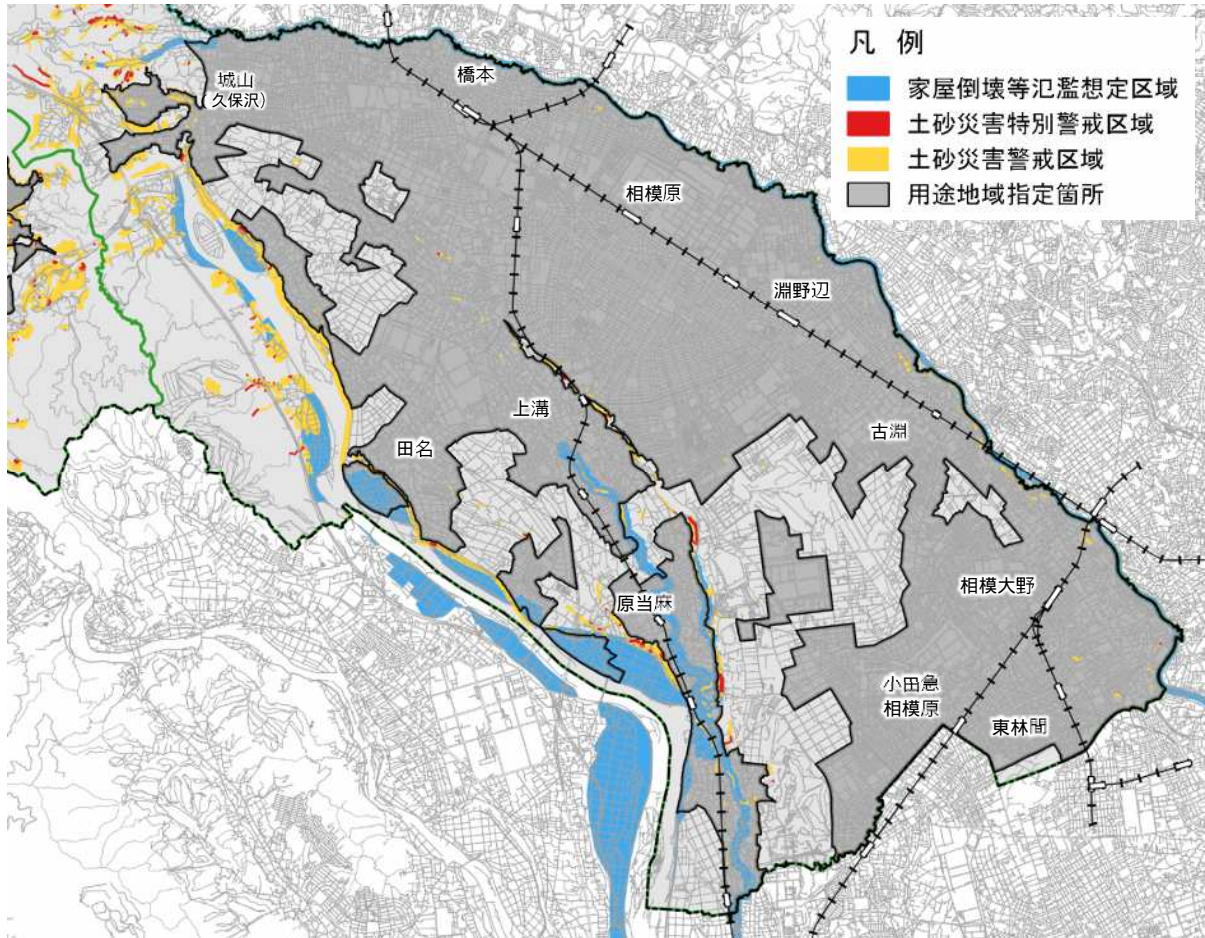 凡 例
家屋倒壊等氾濫想定区域
土砂災害特別警戒区域
土砂災害警戒区域
用途地域指定箇所
城山
久保沢）
橋本
相模原
淵野辺
上溝
古淵
田名
相模大野
原当麻
小田急
相模原
東林間